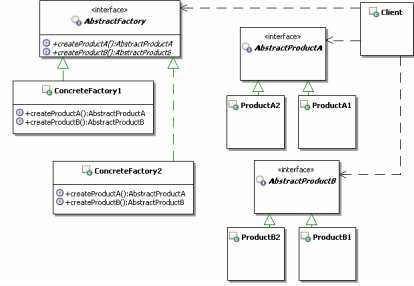 «interface»
AbstractFactory
+createProductA():AbstractProductA
+createProductB():AbstractProductB
Client
«interface»
AbstractProductA
ConcreteFactory1
+createProductA():AbstractProductA
+createProductB():AbstractProductB
ProductA2
ProductA1
ConcreteFactory2
+createProductA():AbstractProductA
+createProductB():AbstractProductB
«interface»
AbstractProductB
ProductB2
ProductB1